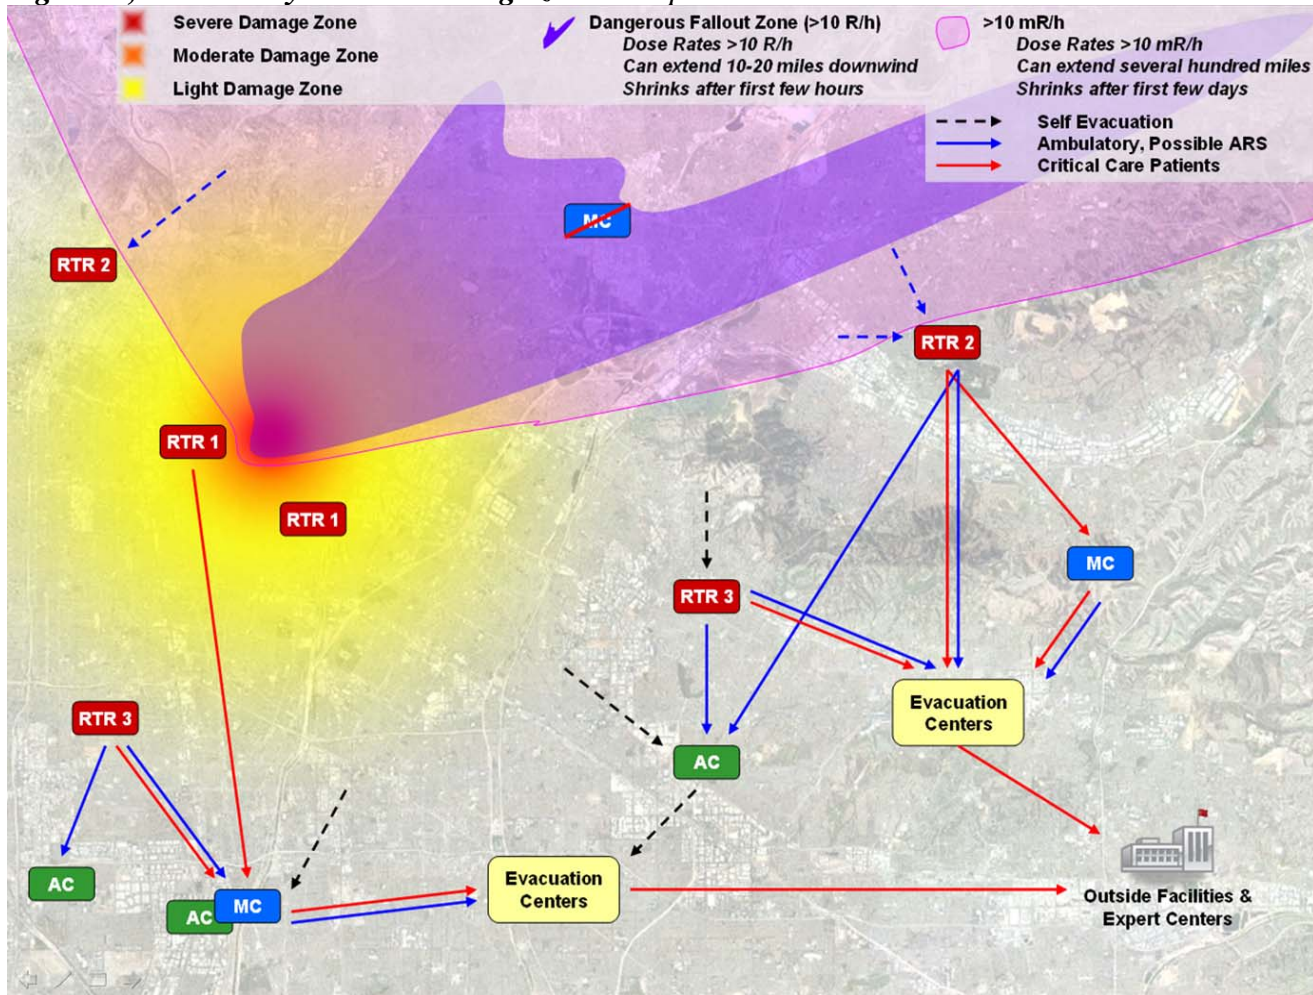 Severe Damage Zone
Moderate Damage Zone
Light Damage Zone
Dangerous Fallout Zone (>10 R/h)
Dose Rates >10 R/h
Can extend 10-20 miles downwind
Shrinks after first few hours
>10 mR/h
Dose Rates >10 mR/h
Can extend several hundred miles
Shrinks after first few days
Self Evacuation
Ambulatory, Possible ARS
Critical Care Patients
MC
RTR 2
RTR 2
RTR 1
RTR 1
MC
RTR 3
Evacuation
Centers
RTR 3
AC
AC
AC
MC
Evacuation
Centers
Outside Facilities &
Expert Centers